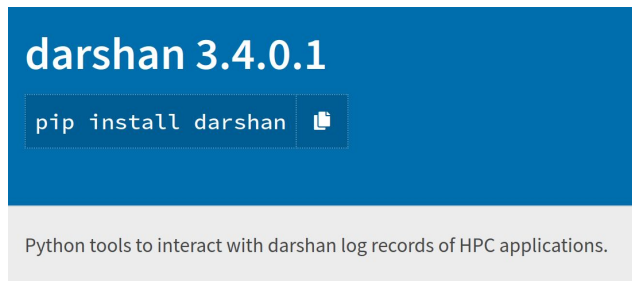 darshan 3.4.0.1
pip install darshan
Python tools to interact with darshan log records of HPC applications.